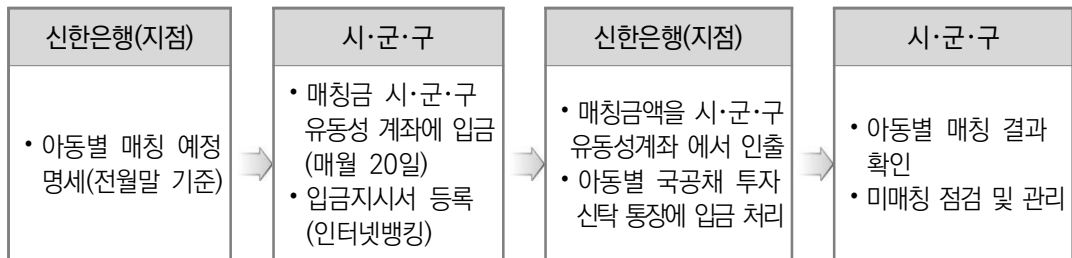 신한은행(지점)
• 아동별 매칭 예정
명세(전월말 기준)
시·군·구
• 매칭금 시·군·구
유동성 계좌에 입금
(매월 20일)
• 입금지시서 등록
(인터넷뱅킹)
신한은행(지점)
• 매칭금액을 시·군·구
유동성계좌 에서 인출
• 아동별 국공채 투자
신탁 통장에 입금 처리
시·군·구
• 아동별 매칭 결과
확인
• 미매칭 점검 및 관리